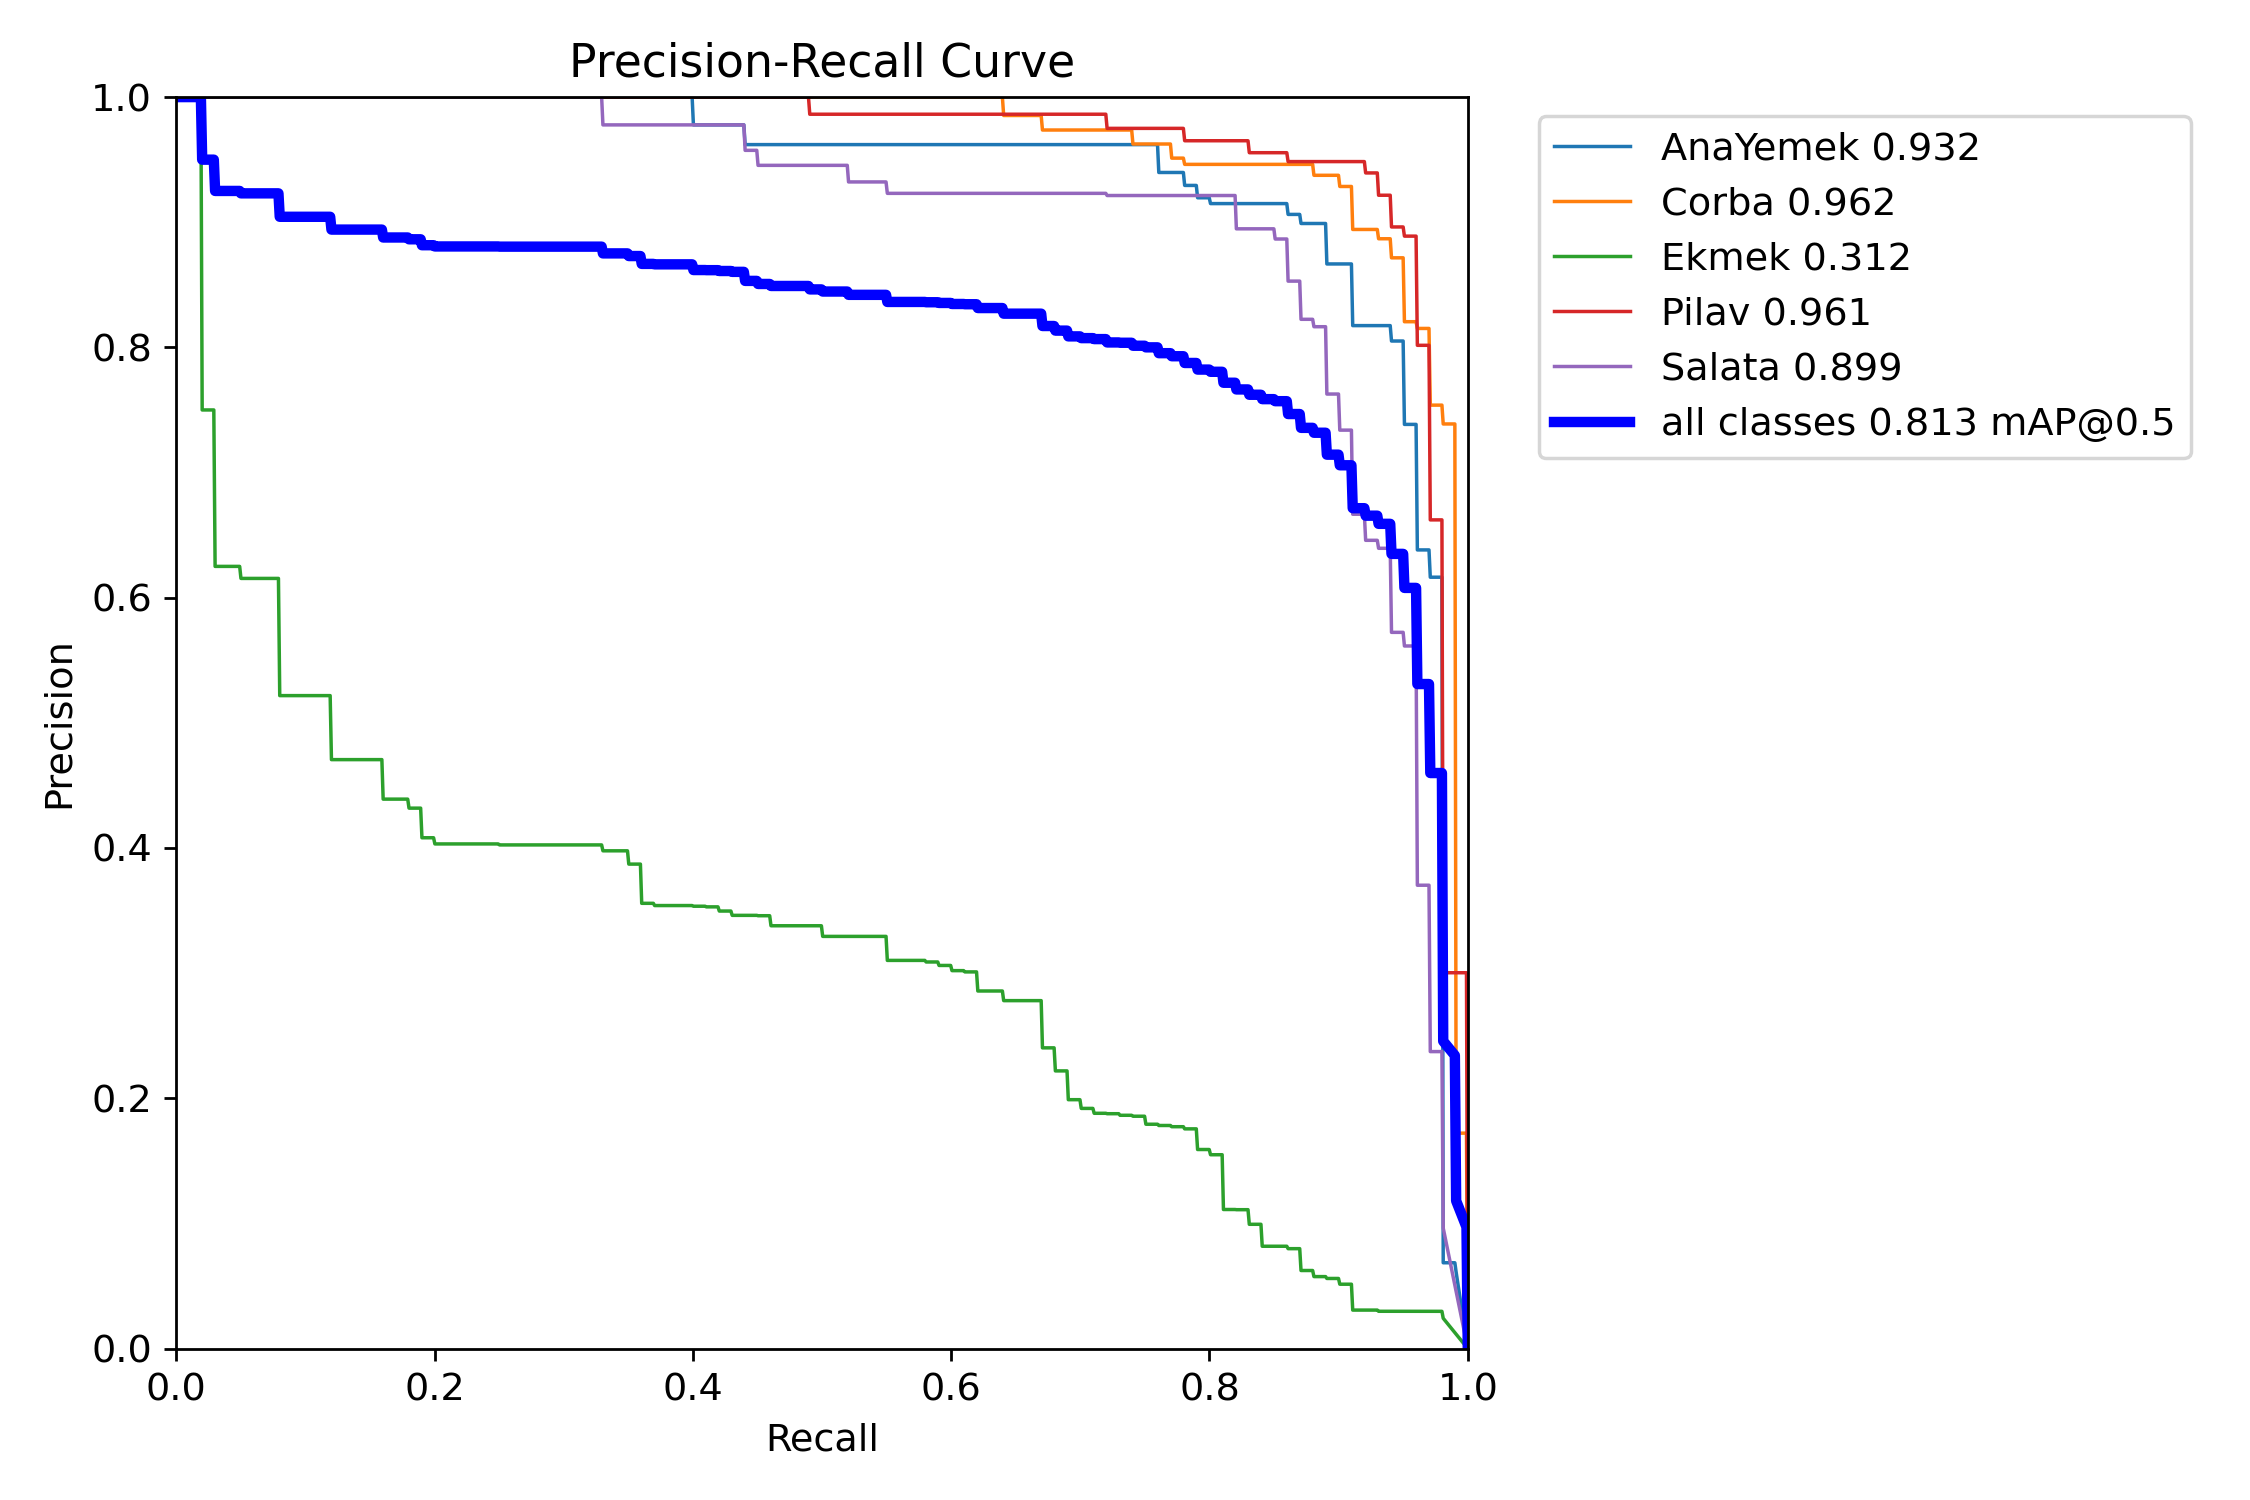 Precision-Recall Curve
1.0
0.8
0.6
0.4
0.2
0.0
Precision
0.0 0.2 0.4 0.6 0.8 1.0
Recall
AnaYemek 0.932
Corba 0.962
Ekmek 0.312
Pilav 0.961
Salata 0.899
all classes 0.813 mAP@0.5